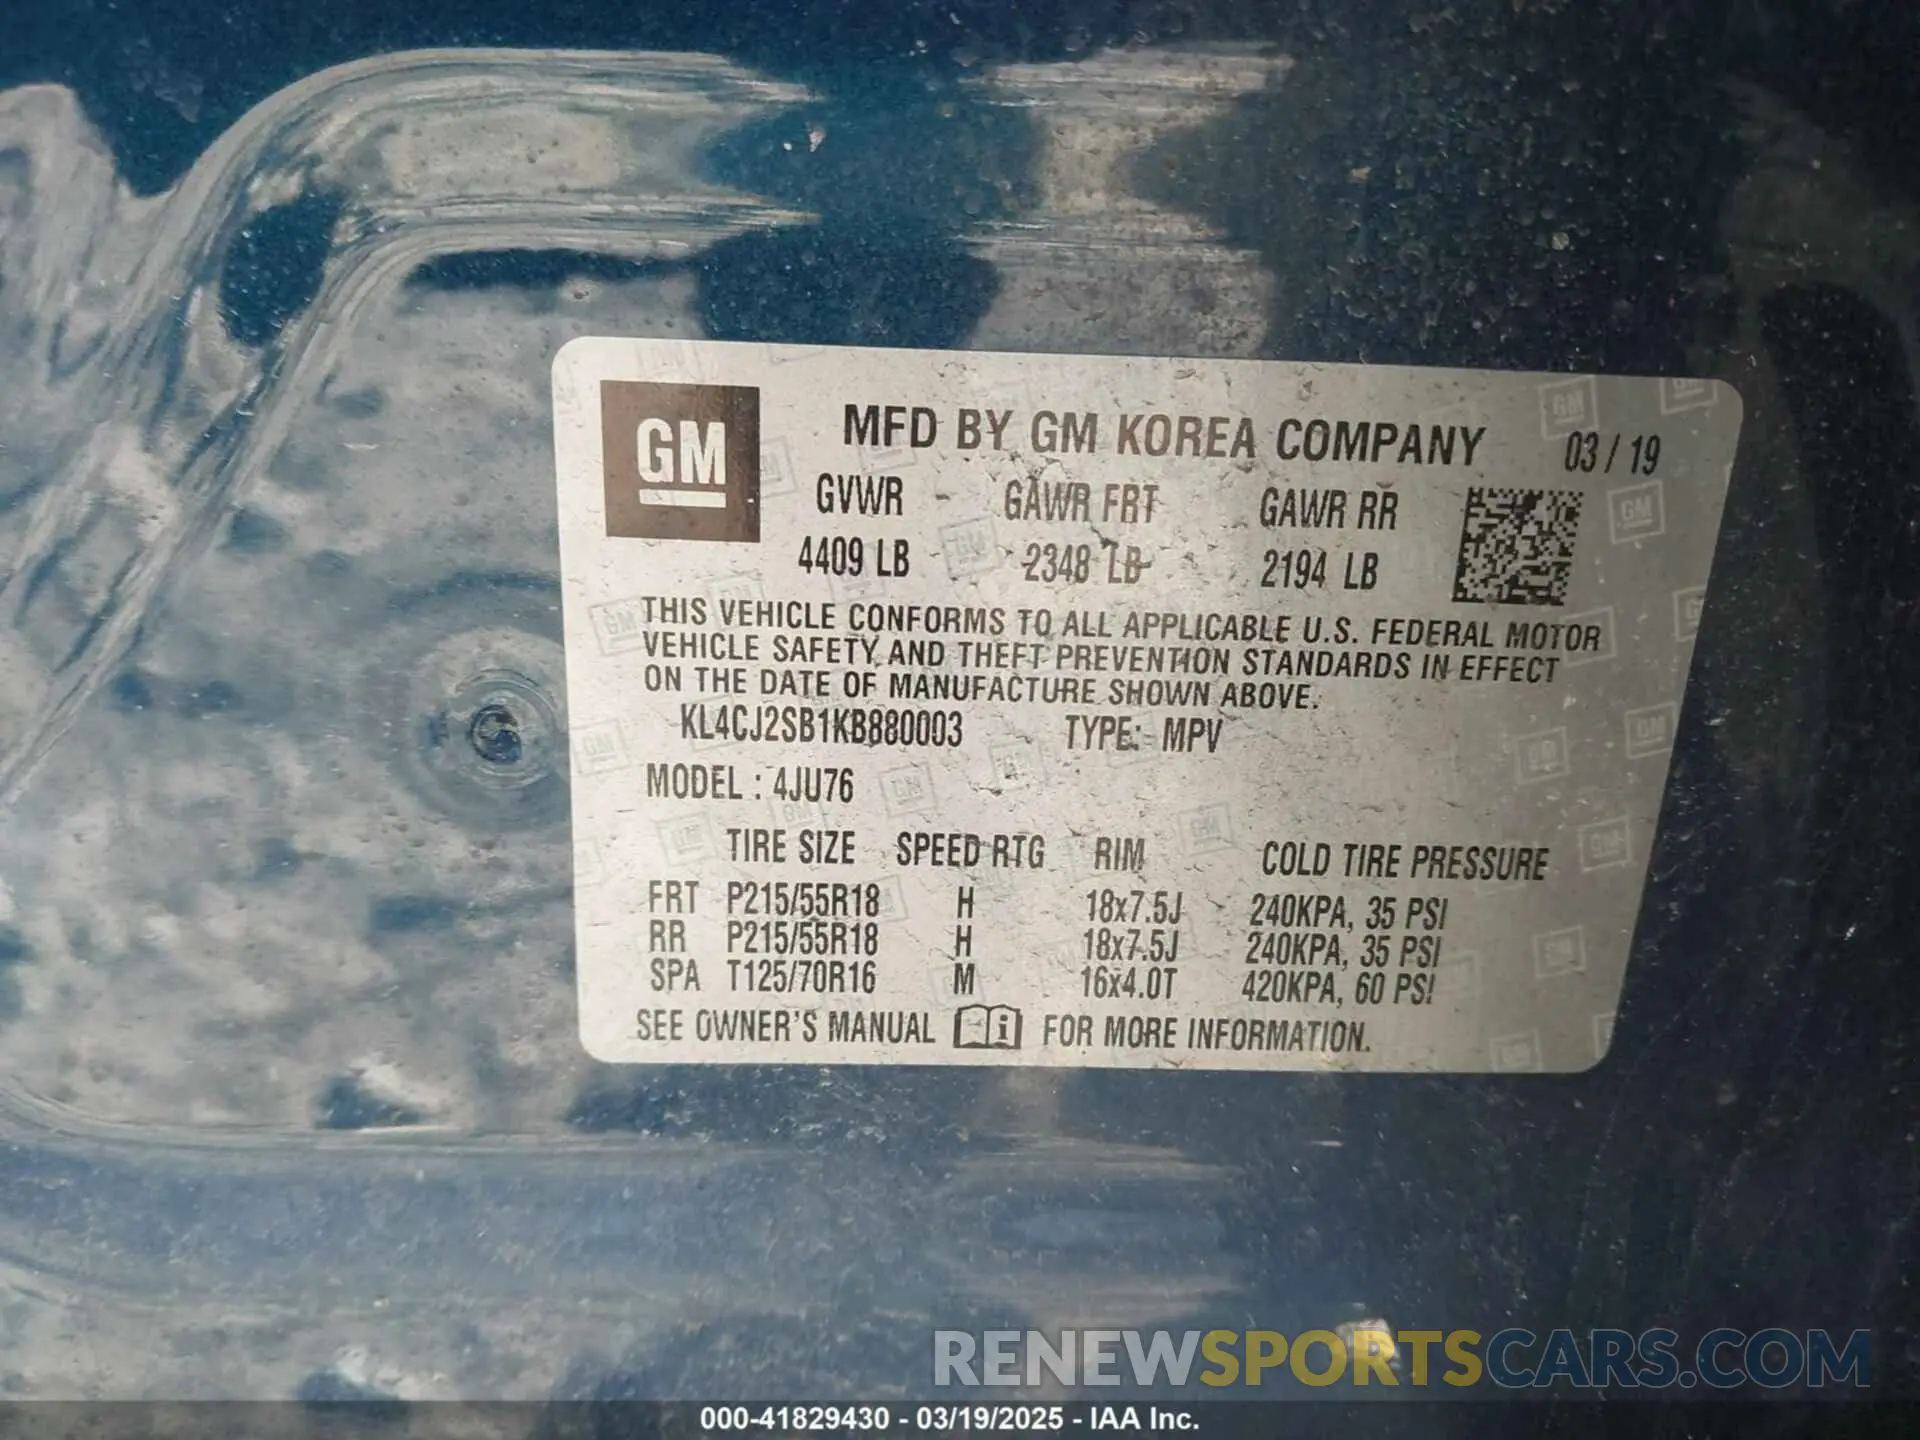 GM
MFD BY GM KOREA COMPANY 03 / 19
GVWR GAWR FRT GAWR RR
4409 LB 2348 LB 2194 LB
THIS VEHICLE CONFORMS TO ALL APPLICABLE U.S. FEDERAL MOTOR
VEHICLE SAFETY AND THEFT PREVENTION STANDARDS IN EFFECT
ON THE DATE OF MANUFACTURE SHOWN ABOVE.
KL4CJ2SB1KB880003 TYPE: MPV
MODEL : 4JU76
TIRE SIZE SPEED RTG RIM COLD TIRE PRESSURE
FRT P215/55R18 H 18x7.5J 240KPA, 35 PSI
RR P215/55R18 H 18x7.5J 240KPA, 35 PSI
SPA T125/70R16 M 16x4.0T 420KPA, 60 PSI
SEE OWNER'S MANUAL i FOR MORE INFORMATION.
RENEWSPORTSCARS.COM
000-41829430 - 03/19/2025 - IAA Inc.